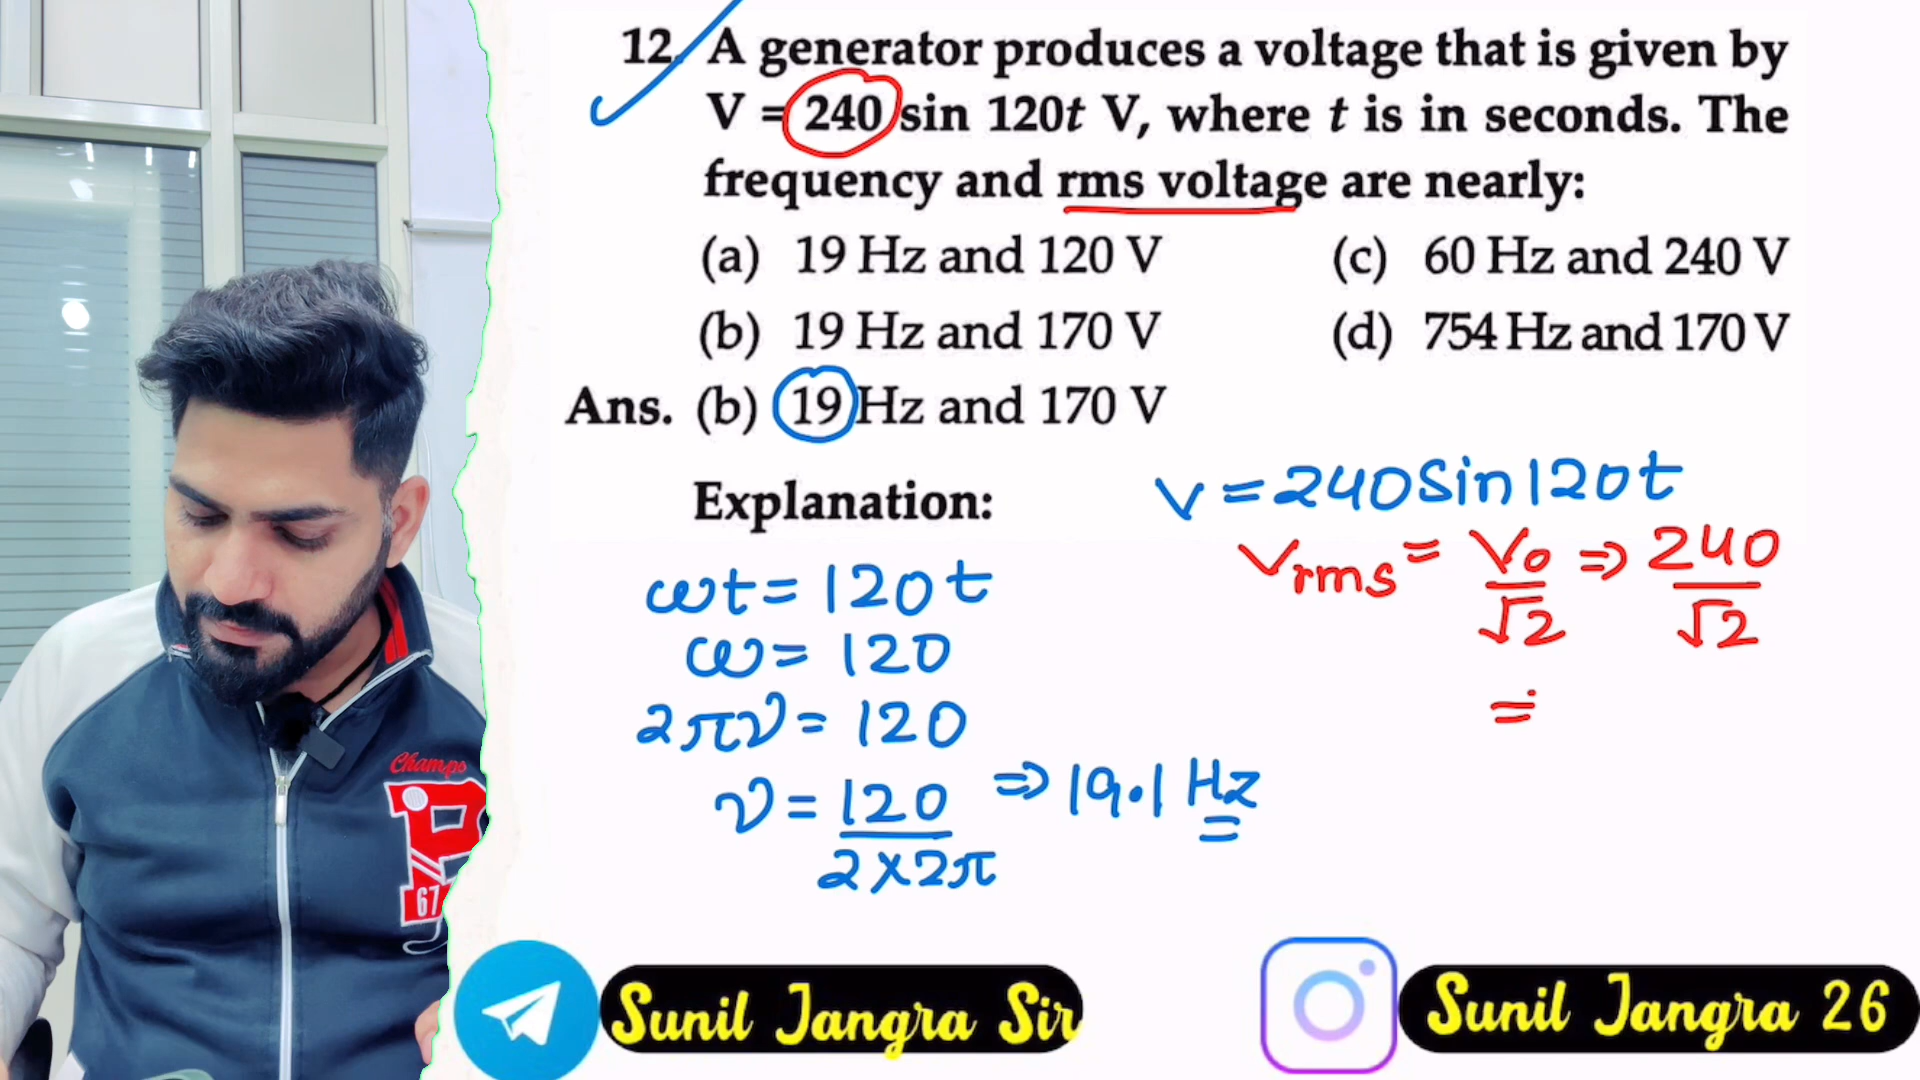 12. A generator produces a voltage that is given by
V = 240 sin 120t V, where t is in seconds. The
frequency and rms voltage are nearly:
(a) 19 Hz and 120 V (c) 60 Hz and 240 V
(b) 19 Hz and 170 V (d) 754 Hz and 170 V
Ans. (b) 19 Hz and 170 V
Explanation:
V = 240 Sin 120 t
Vrms = V₀/√2 ⇒ 240/√2
=
ωt = 120 t
ω = 120
2πν = 120
ν = 120/2×2π ⇒ 19.1 Hz
Champs
67
Sunil Jangra Sir
Sunil Jangra 26